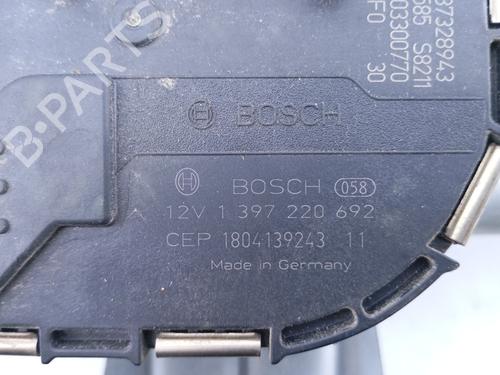 B-PARTS
37328943
585 S8211
03300770
F0 30
BOSCH
BOSCH 058
12V 1 397 220 692
CEP 1804139243 11
Made in Germany